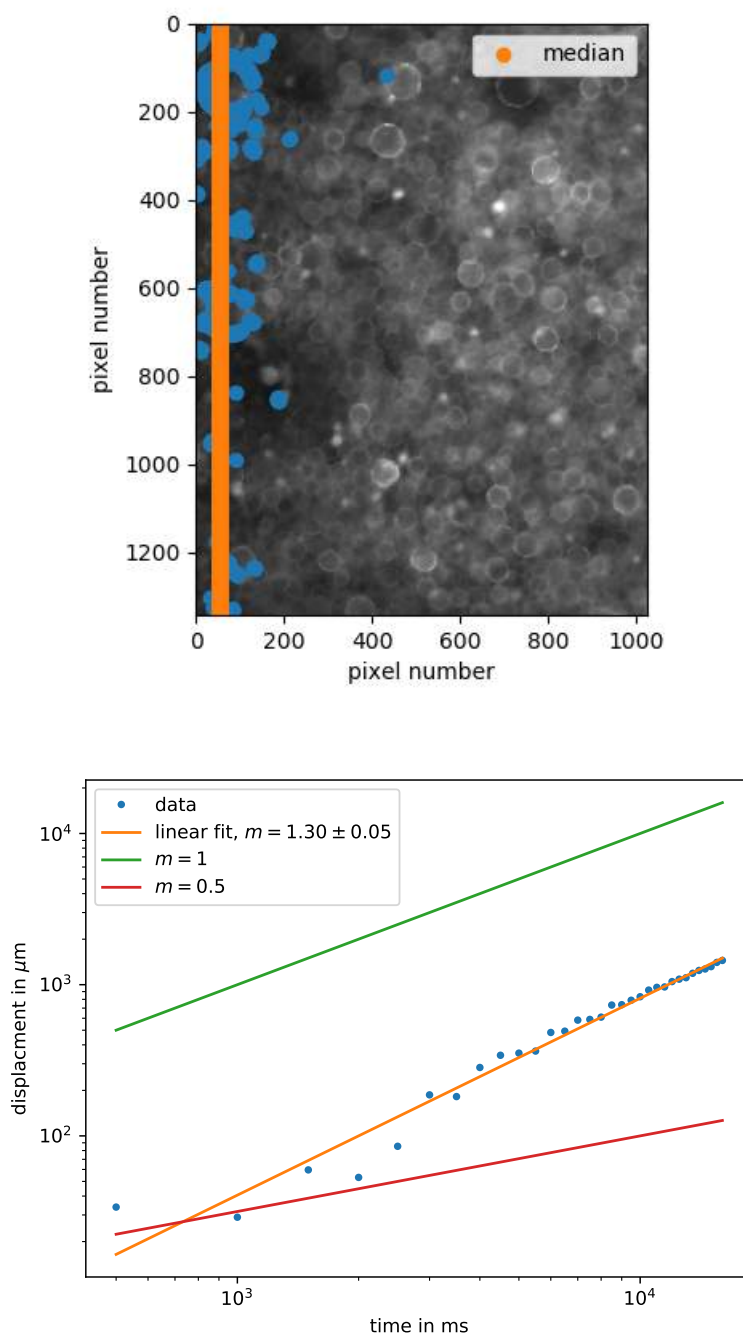 0
200
400
600
800
1000
1200
pixel number
median
0 200 400 600 800 1000
pixel number
10⁴
10³
10²
displacment in μm
data
linear fit, m = 1.30 ± 0.05
m = 1
m = 0.5
10³ 10⁴
time in ms